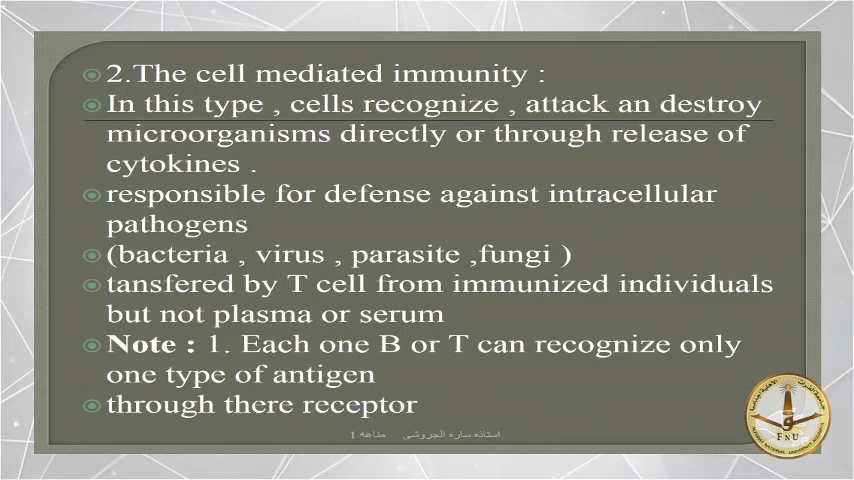 2.The cell mediated immunity :
In this type , cells recognize , attack an destroy
microorganisms directly or through release of
cytokines .
responsible for defense against intracellular
pathogens
(bacteria , virus , parasite ,fungi )
tansfered by T cell from immunized individuals
but not plasma or serum
Note : 1. Each one B or T can recognize only
one type of antigen
through there receptor
استاذه ساره الجروشي مناعه 1
FNU